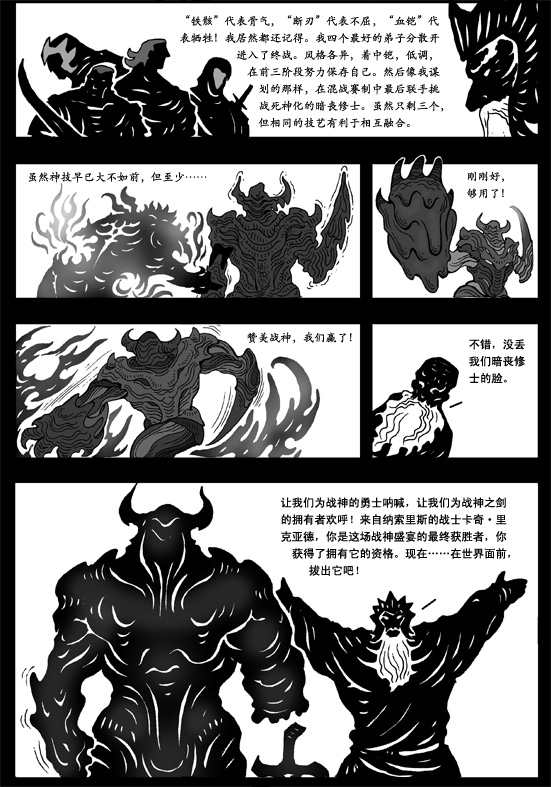 “铁骸”代表骨气，“断刃”代表不屈，“血铠”代
表牺牲！我居然都还记得。我四个最好的弟子分散开
进入了终战。风格各异，着中铠，低调，
在前三阶段努力保存自己。然后像我谋
划的那样，在混战赛制中最后联手挑
战死神化的暗丧修士。虽然只剩三个，
但相同的技艺有利于相互融合。
虽然神技早已大不如前，但至少……
刚刚好，
够用了！
赞美战神，我们赢了！
不错，没丢
我们暗丧修
士的脸。
让我们为战神的勇士呐喊，让我们为战神之剑
的拥有者欢呼！来自纳索里斯的战士卡奇·里
克亚德，你是这场战神盛宴的最终获胜者，你
获得了拥有它的资格。现在……在世界面前，
拔出它吧！